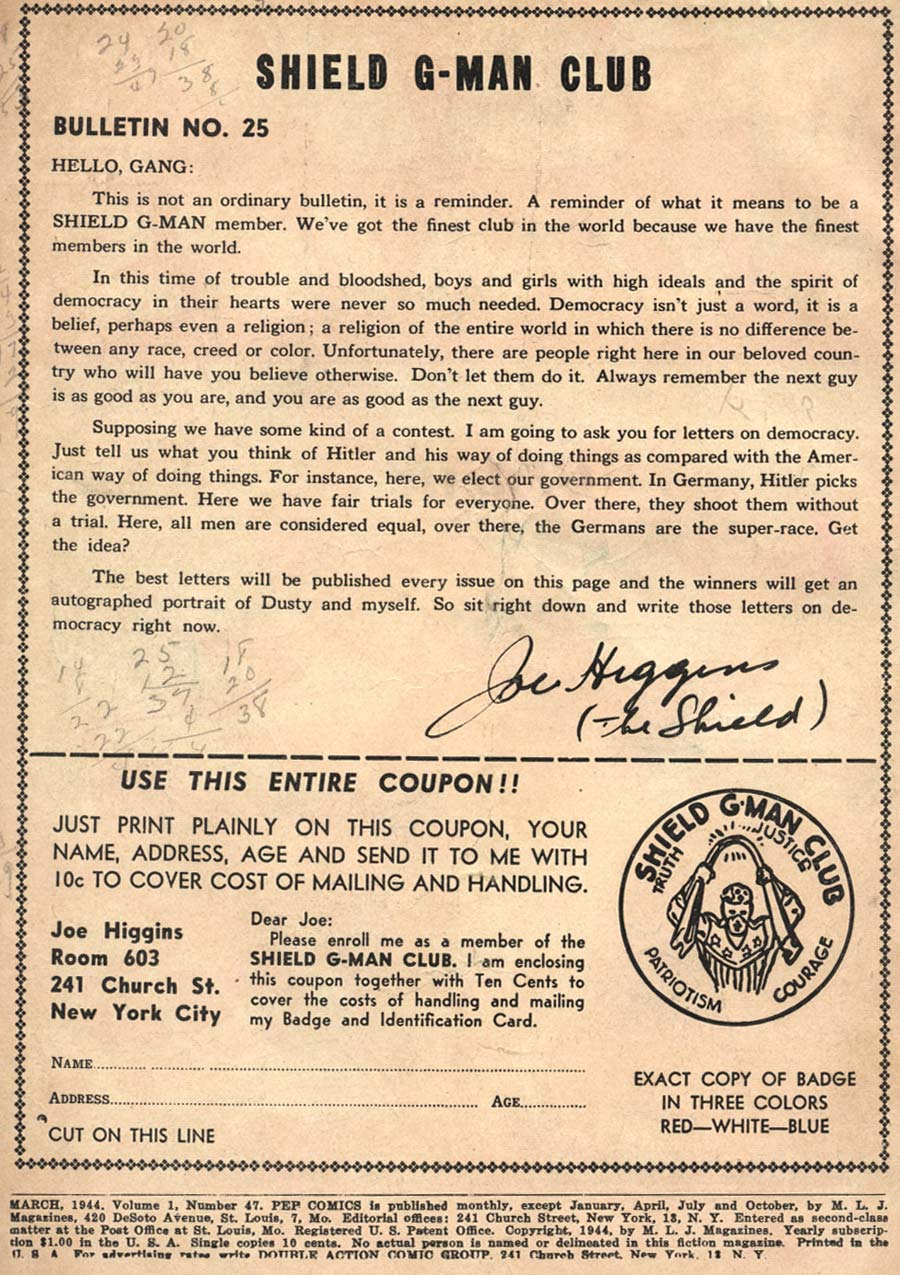 SHIELD G-MAN CLUB
BULLETIN NO. 25
HELLO, GANG:
This is not an ordinary bulletin, it is a reminder. A reminder of what it means to be a
SHIELD G-MAN member. We've got the finest club in the world because we have the finest
members in the world.
In this time of trouble and bloodshed, boys and girls with high ideals and the spirit of
democracy in their hearts were never so much needed. Democracy isn't just a word, it is a
belief, perhaps even a religion; a religion of the entire world in which there is no difference be-
tween any race, creed or color. Unfortunately, there are people right here in our beloved coun-
try who will have you believe otherwise. Don't let them do it. Always remember the next guy
is as good as you are, and you are as good as the next guy.
Supposing we have some kind of a contest. I am going to ask you for letters on democracy.
Just tell us what you think of Hitler and his way of doing things as compared with the Amer-
ican way of doing things. For instance, here, we elect our government. In Germany, Hitler picks
the government. Here we have fair trials for everyone. Over there, they shoot them without
a trial. Here, all men are considered equal, over there, the Germans are the super-race. Get
the idea?
The best letters will be published every issue on this page and the winners will get an
autographed portrait of Dusty and myself. So sit right down and write those letters on de-
mocracy right now.
Joe Higgins
(The Shield)
USE THIS ENTIRE COUPON!!
JUST PRINT PLAINLY ON THIS COUPON, YOUR
NAME, ADDRESS, AGE AND SEND IT TO ME WITH
10c TO COVER COST OF MAILING AND HANDLING.
Joe Higgins
Room 603
241 Church St.
New York City
Dear Joe:
Please enroll me as a member of the
SHIELD G-MAN CLUB. I am enclosing
this coupon together with Ten Cents to
cover the costs of handling and mailing
my Badge and Identification Card.
NAME
ADDRESS AGE
CUT ON THIS LINE
SHIELD G-MAN CLUB
TRUTH
JUSTICE
PATRIOTISM
COURAGE
EXACT COPY OF BADGE
IN THREE COLORS
RED—WHITE—BLUE
MARCH, 1944. Volume 1, Number 47. PEP COMICS is published monthly, except January, April, July and October, by M. L. J.
Magazines, 420 DeSoto Avenue, St. Louis, 7, Mo. Editorial offices: 241 Church Street, New York, 13, N. Y. Entered as second-class
matter at the Post Office at St. Louis, Mo. Registered U. S. Patent Office. Copyright, 1944, by M. L. J. Magazines. Yearly subscrip-
tion $1.00 in the U. S. A. Single copies 10 cents. No actual person is named or delineated in this fiction magazine. Printed in the
U. S. A. For advertising rates write DOUBLE ACTION COMIC GROUP, 241 Church Street, New York, 13 N. Y.